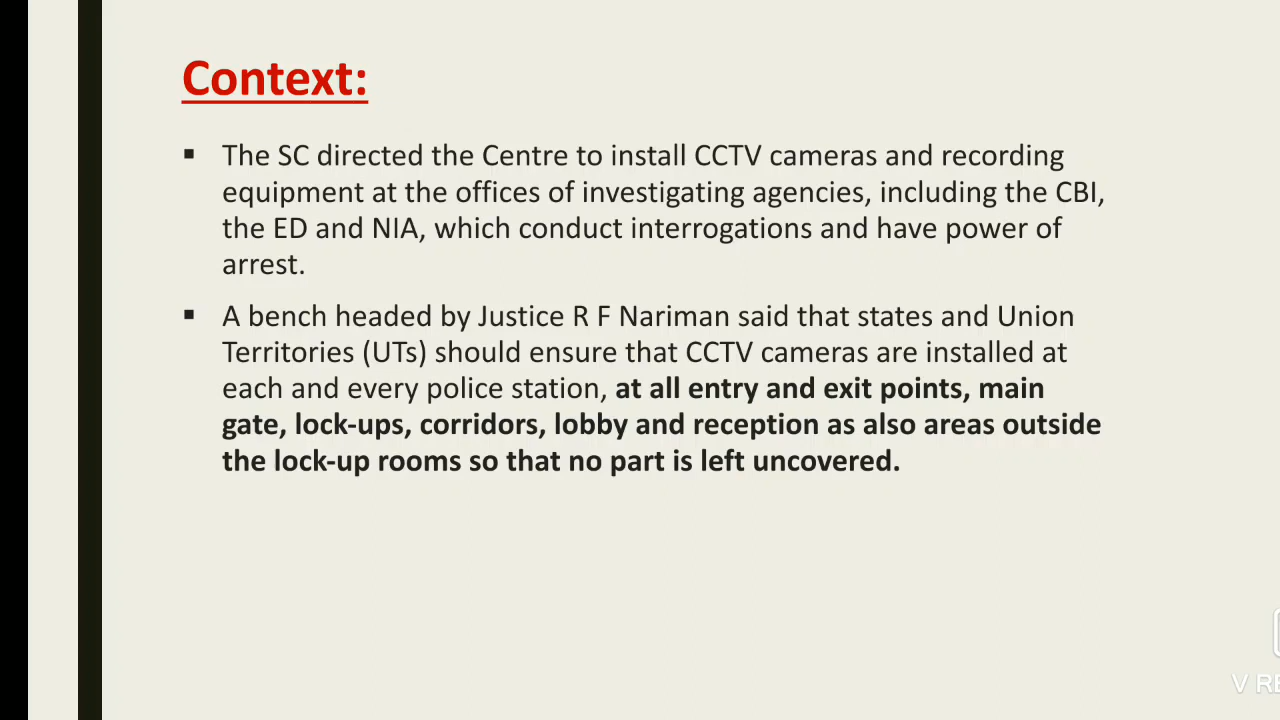 Context:
▪ The SC directed the Centre to install CCTV cameras and recording
equipment at the offices of investigating agencies, including the CBI,
the ED and NIA, which conduct interrogations and have power of
arrest.
▪ A bench headed by Justice R F Nariman said that states and Union
Territories (UTs) should ensure that CCTV cameras are installed at
each and every police station, at all entry and exit points, main
gate, lock-ups, corridors, lobby and reception as also areas outside
the lock-up rooms so that no part is left uncovered.